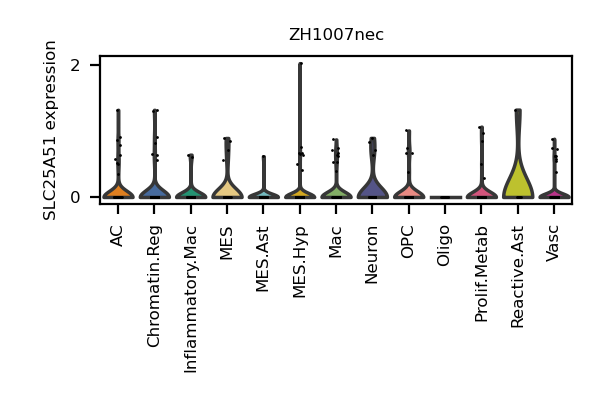 ZH1007nec
SLC25A51 expression
2
0
AC
Chromatin.Reg
Inflammatory.Mac
MES
MES.Ast
MES.Hyp
Mac
Neuron
OPC
Oligo
Prolif.Metab
Reactive.Ast
Vasc